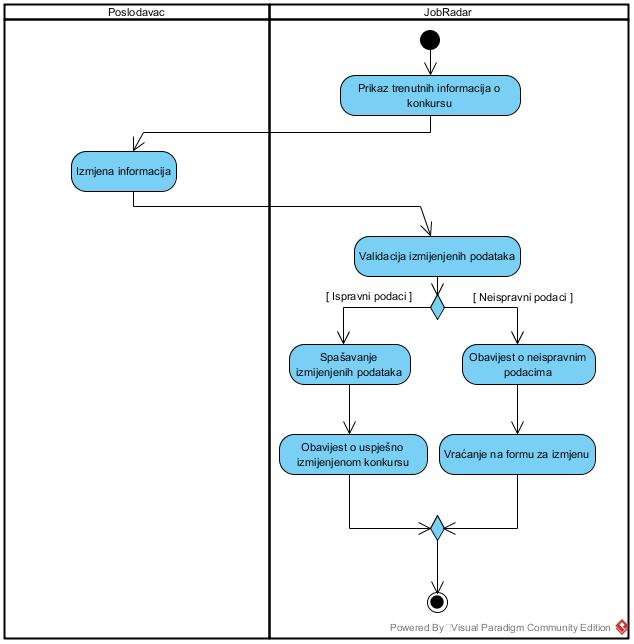 Poslodavac
JobRadar
Prikaz trenutnih informacija o
konkursu
Izmjena informacija
Validacija izmijenjenih podataka
[ Ispravni podaci ]
[ Neispravni podaci ]
Spašavanje
izmijenjenih podataka
Obavijest o neispravnim
podacima
Obavijest o uspješno
izmijenjenom konkursu
Vraćanje na formu za izmjenu
Powered By Visual Paradigm Community Edition